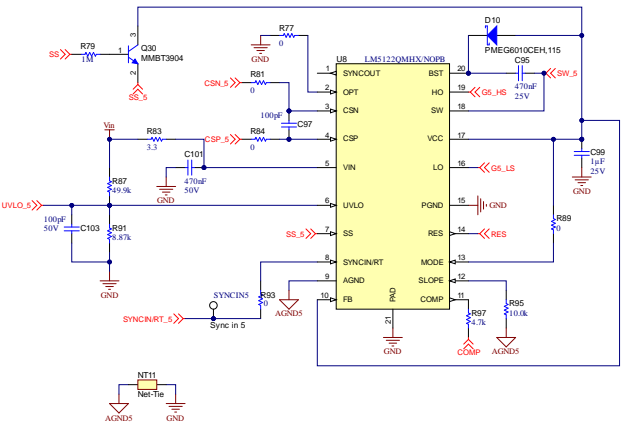 D10
PMEG6010CEH,115
R77
0
3
SS
R79
1M
1
Q30
MMBT3904
2
SS_5
GND
U8
LM5122QMHX/NOPB
C95
470nF
25V
SW_5
CSN_5
R81
0
100pF
C97
CSP_5
R84
0
Vin
R83
3.3
C101
470nF
50V
GND
R87
49.9k
UVLO_5
100pF
50V
C103
R91
8.87k
GND
1
SYNCOUT
2
OPT
3
CSN
4
CSP
5
VIN
6
UVLO
7
SS
8
SYNCIN/RT
9
AGND
10
FB
PAD
21
GND
BST
20
HO
19
G5_HS
SW
18
VCC
17
LO
16
G5_LS
PGND
15
GND
RES
14
RES
MODE
13
SLOPE
12
COMP
11
C99
1µF
25V
GND
R89
0
SS_5
SYNCIN5
Sync in 5
SYNCIN/RT_5
R93
0
AGND5
R97
4.7k
COMP
R95
10.0k
AGND5
NT11
Net-Tie
AGND5
GND